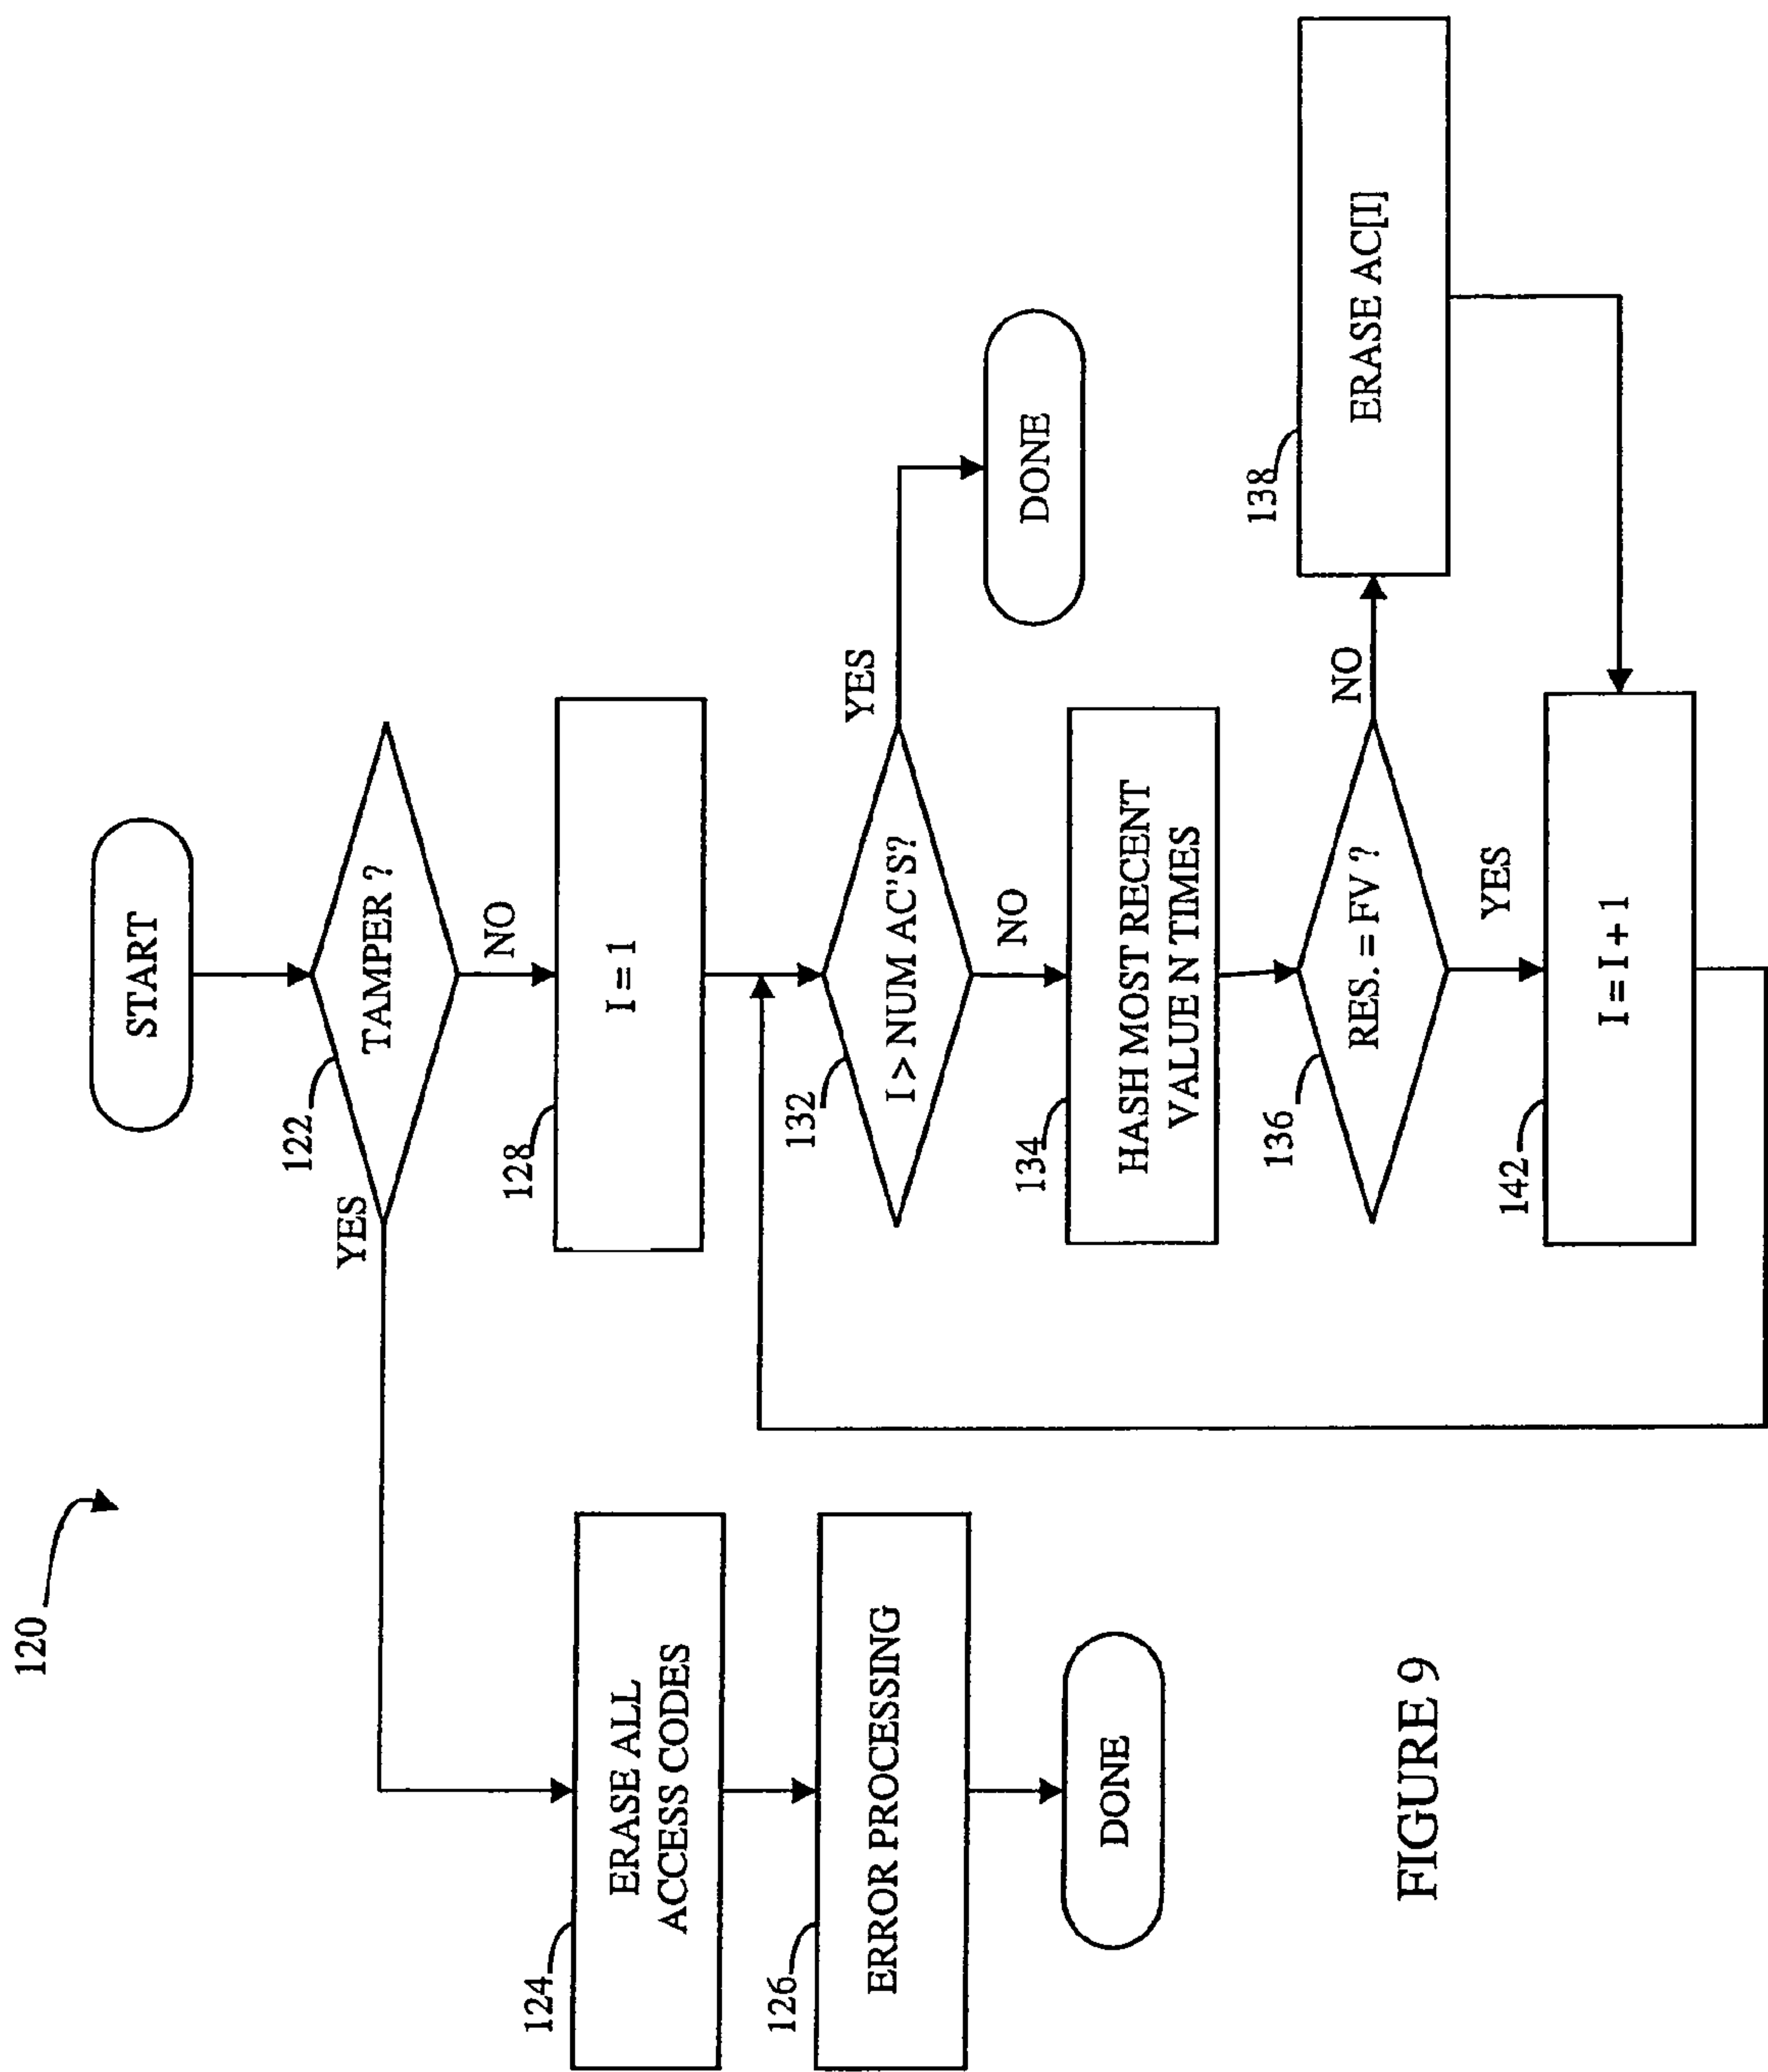 120
START
122
TAMPER ?
YES
NO
124
ERASE ALL
ACCESS CODES
128
I = 1
126
ERROR PROCESSING
132
I > NUM AC'S?
YES
NO
DONE
DONE
134
HASH MOST RECENT
VALUE N TIMES
136
RES. = FV ?
NO
YES
138
ERASE AC[I]
142
I = I + 1
FIGURE 9